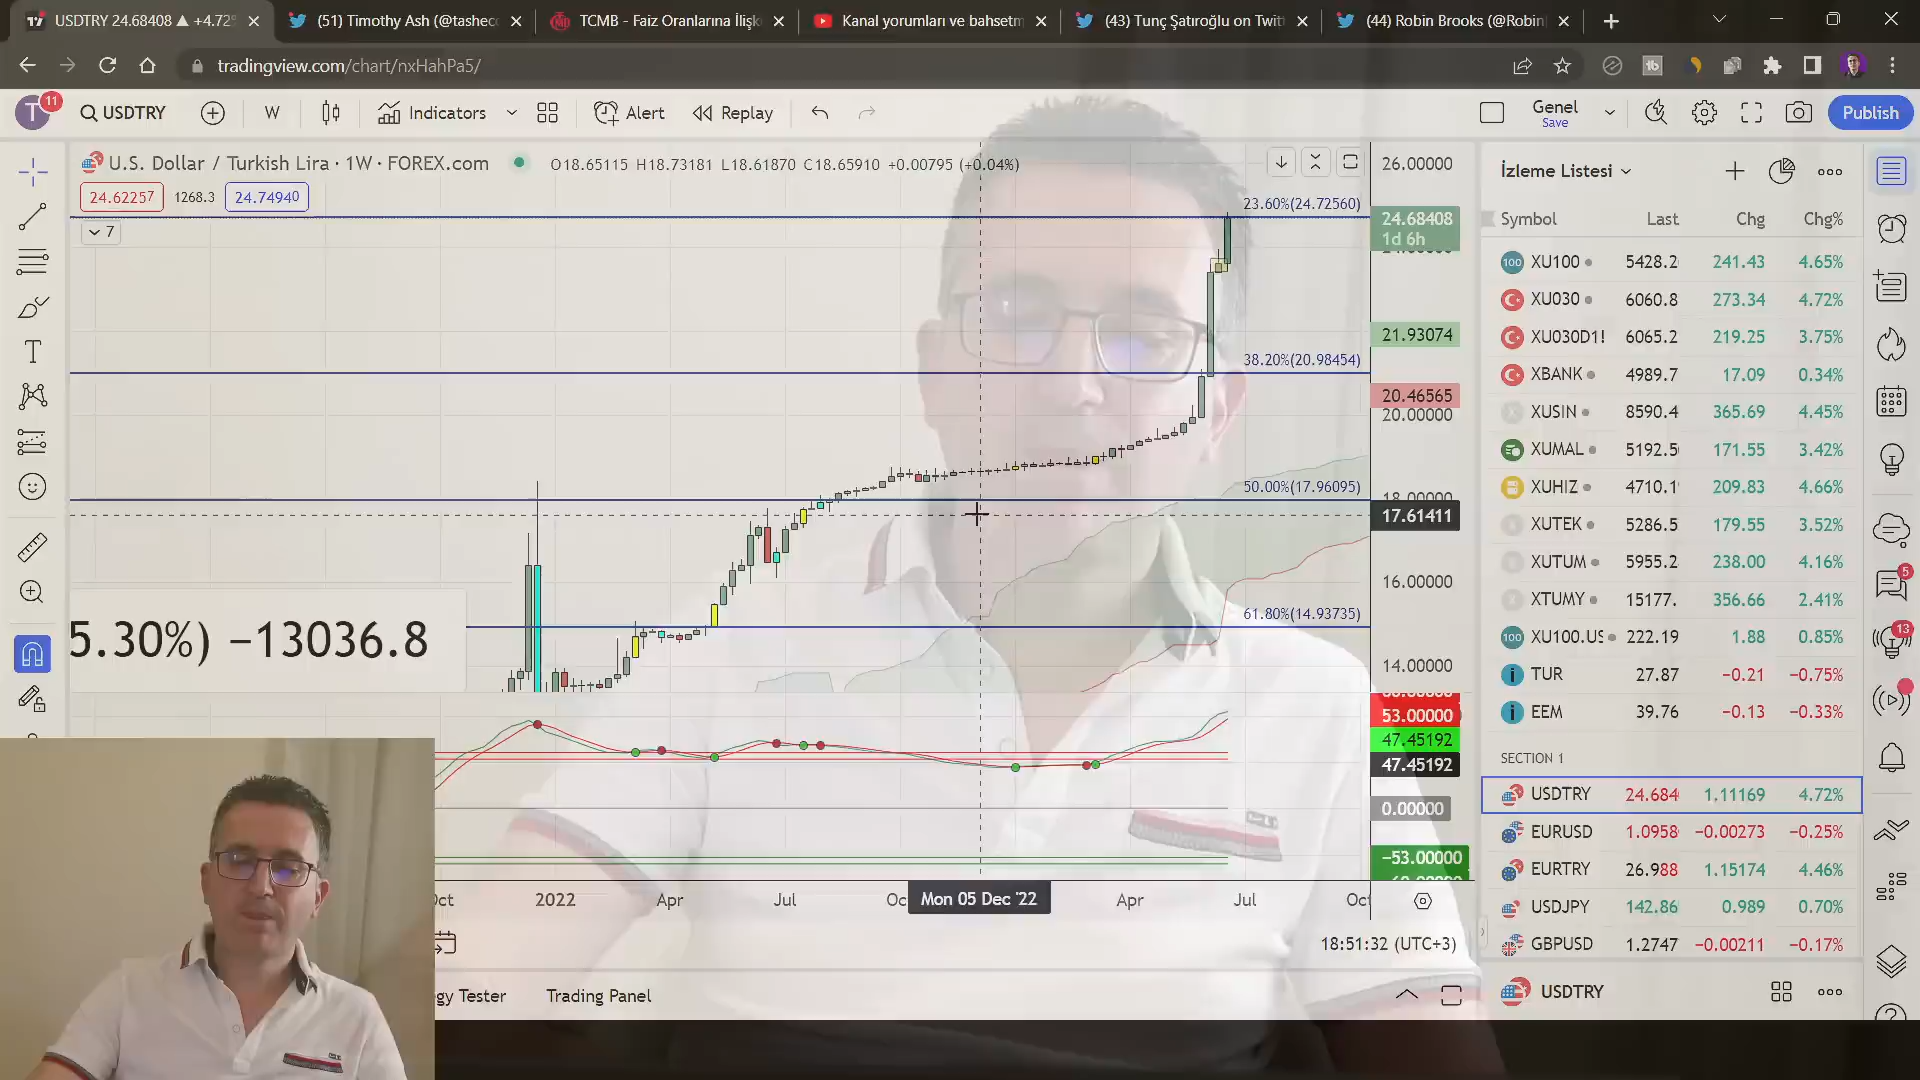 USDTRY 24.68408 ▲ +4.72
(51) Timothy Ash (@tashec
TCMB - Faiz Oranlarına İlişk
Kanal yorumları ve bahsetm
(43) Tunç Şatıroğlu on Twit
(44) Robin Brooks (@Robin
tradingview.com/chart/nxHahPa5/
T 11
USDTRY
W
Indicators
Alert
Replay
Genel
Save
Publish
U.S. Dollar / Turkish Lira · 1W · FOREX.com
O18.65115 H18.73181 L18.61870 C18.65910 +0.00795 (+0.04%)
24.62257 1268.3 24.74940
7
23.60%(24.72560)
38.20%(20.98454)
50.00%(17.96095)
61.80%(14.93735)
26.00000
24.68408
1d 6h
21.93074
20.46565
20.00000
18.00000
17.61411
16.00000
14.00000
53.00000
47.45192
47.45192
0.00000
−53.00000
5.30%) −13036.8
Oct 2022 Apr Jul Oc Mon 05 Dec '22 Apr Jul Oct
18:51:32 (UTC+3)
gy Tester Trading Panel
İzleme Listesi
Symbol Last Chg Chg%
XU100 5428.2 241.43 4.65%
XU030 6060.8 273.34 4.72%
XU030D1! 6065.2 219.25 3.75%
XBANK 4989.7 17.09 0.34%
XUSIN 8590.4 365.69 4.45%
XUMAL 5192.5 171.55 3.42%
XUHIZ 4710.1 209.83 4.66%
XUTEK 5286.5 179.55 3.52%
XUTUM 5955.2 238.00 4.16%
XTUMY 15177. 356.66 2.41%
XU100.US 222.19 1.88 0.85%
TUR 27.87 −0.21 −0.75%
EEM 39.76 −0.13 −0.33%
SECTION 1
USDTRY 24.684 1.11169 4.72%
EURUSD 1.0958 −0.00273 −0.25%
EURTRY 26.988 1.15174 4.46%
USDJPY 142.86 0.989 0.70%
GBPUSD 1.2747 −0.00211 −0.17%
USDTRY
5
13